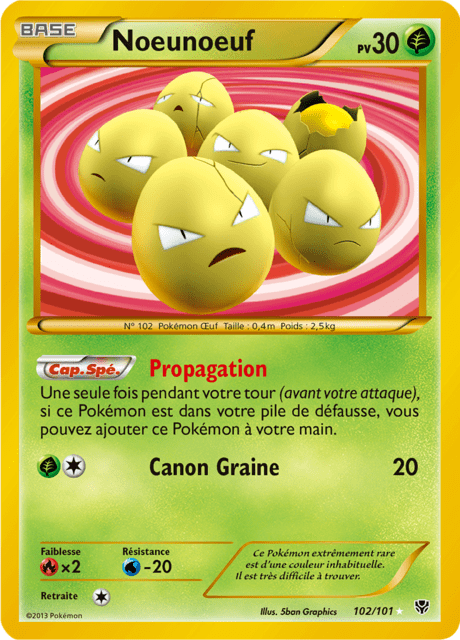 BASE
Noeunoeuf
PV30
N° 102 Pokémon Œuf Taille : 0,4m Poids : 2,5kg
Cap. Spé. Propagation
Une seule fois pendant votre tour (avant votre attaque),
si ce Pokémon est dans votre pile de défausse, vous
pouvez ajouter ce Pokémon à votre main.
Canon Graine 20
Faiblesse
×2
Résistance
-20
Retraite
Ce Pokémon extrêmement rare
est d'une couleur inhabituelle.
Il est très difficile à trouver.
©2013 Pokémon
Illus. 5ban Graphics
102/101